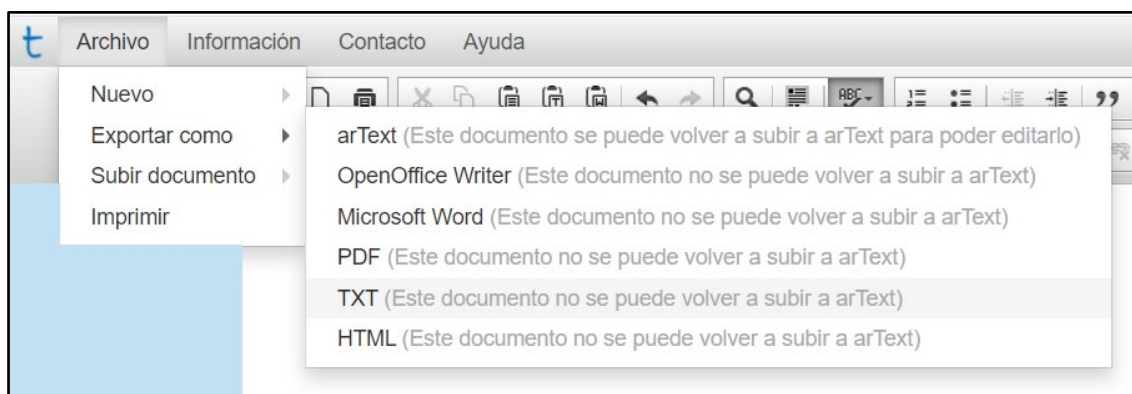 t Archivo Información Contacto Ayuda
Nuevo
ABC
Exportar como
arText (Este documento se puede volver a subir a arText para poder editarlo)
Subir documento
OpenOffice Writer (Este documento no se puede volver a subir a arText)
Imprimir
Microsoft Word (Este documento no se puede volver a subir a arText)
PDF (Este documento no se puede volver a subir a arText)
TXT (Este documento no se puede volver a subir a arText)
HTML (Este documento no se puede volver a subir a arText)